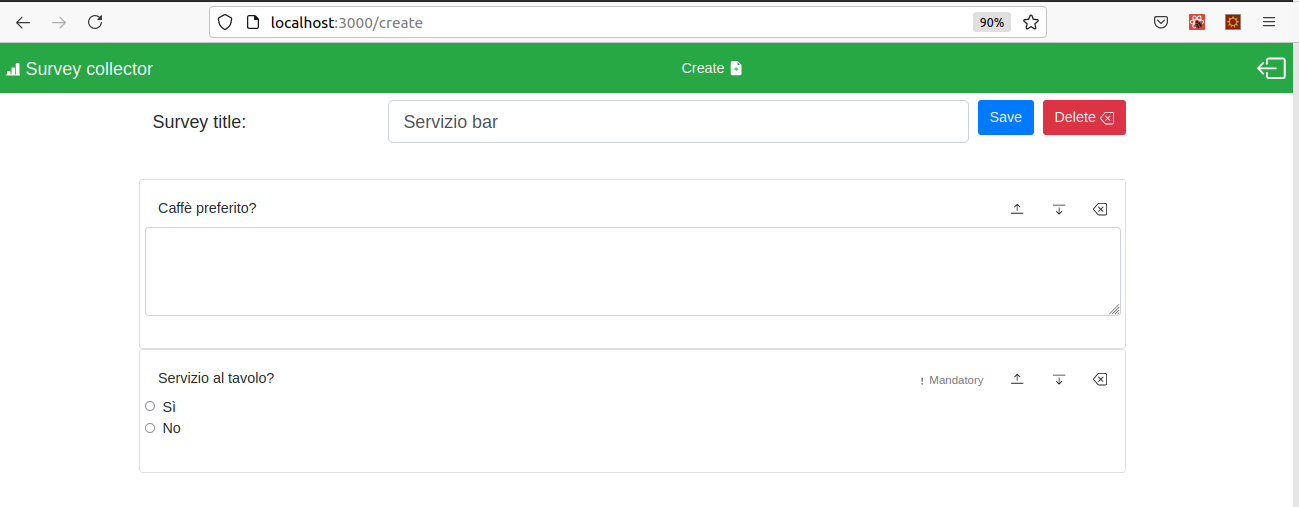 localhost:3000/create
90%
Survey collector
Create
Survey title:
Servizio bar
Save
Delete
Caffè preferito?
Servizio al tavolo?
! Mandatory
Sì
No